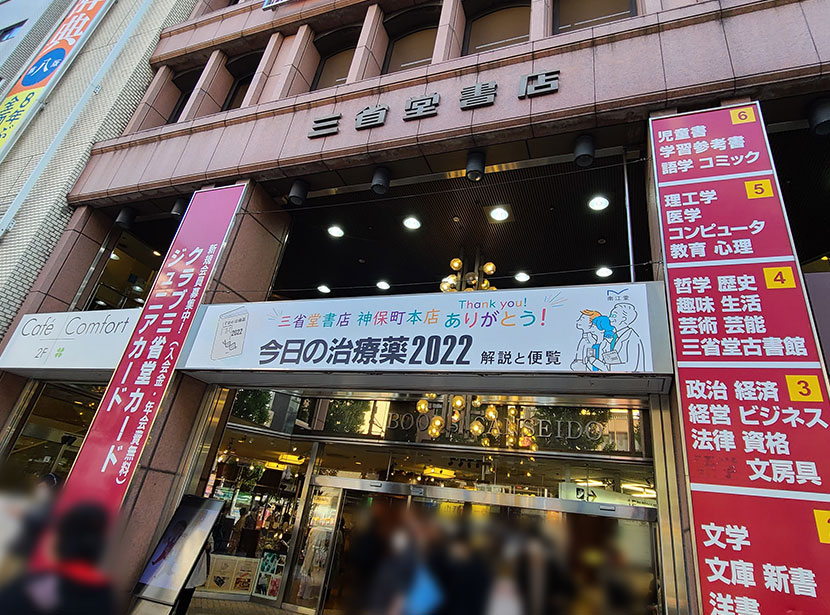 三省堂書店
新規会員募集中！（入会金・年会費無料）
クラブ三省堂カード
ジュニアカード
Café Comfort
2F
Thank you!
三省堂書店 神保町本店 ありがとう！
今日の治療薬2022 解説と便覧
南江堂
BOOKS SANSEIDO
6
児童書
学習参考書
語学 コミック
5
理工学
医学
コンピュータ
教育 心理
4
哲学 歴史
趣味 生活
芸術 芸能
三省堂古書館
3
政治 経済
経営 ビジネス
法律 資格
文房具
文学
文庫 新書
洋書